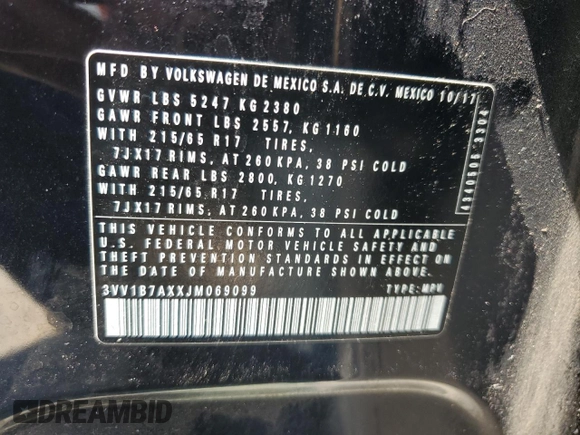 MFD BY VOLKSWAGEN DE MEXICO S.A. DE C.V. MEXICO 10/17
GVWR LBS 5247 KG 2380
GAWR FRONT LBS 2557, KG 1160
WITH 215/65 R17 TIRES,
7JX17 RIMS, AT 260 KPA, 38 PSI COLD
GAWR REAR LBS 2800, KG 1270
WITH 215/65 R17 TIRES,
7JX17 RIMS, AT 260 KPA, 38 PSI COLD
THIS VEHICLE CONFORMS TO ALL APPLICABLE
U.S. FEDERAL MOTOR VEHICLE SAFETY AND
THEFT PREVENTION STANDARDS IN EFFECT ON
THE DATE OF MANUFACTURE SHOWN ABOVE
3VV1B7AXXJM069099 TYPE: MPV
DREAMBID